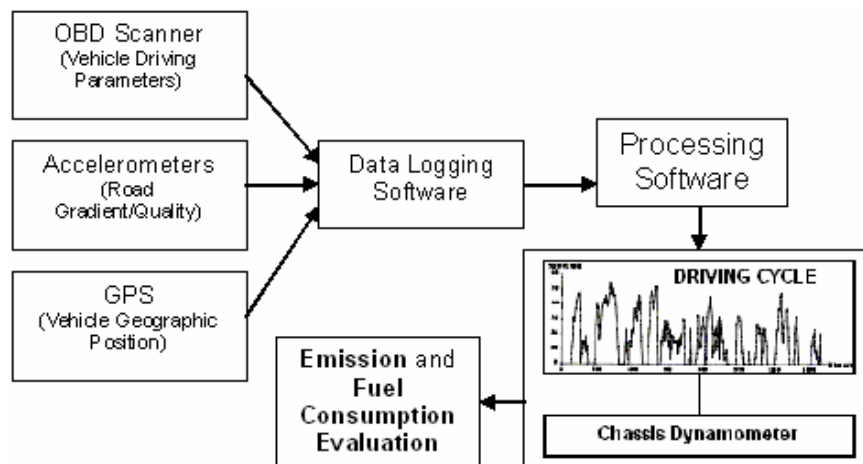 OBD Scanner
(Vehicle Driving
Parameters)
Accelerometers
(Road
Gradient/Quality)
GPS
(Vehicle Geographic
Position)
Data Logging
Software
Processing
Software
DRIVING CYCLE
Chassis Dynamometer
Emission and
Fuel
Consumption
Evaluation